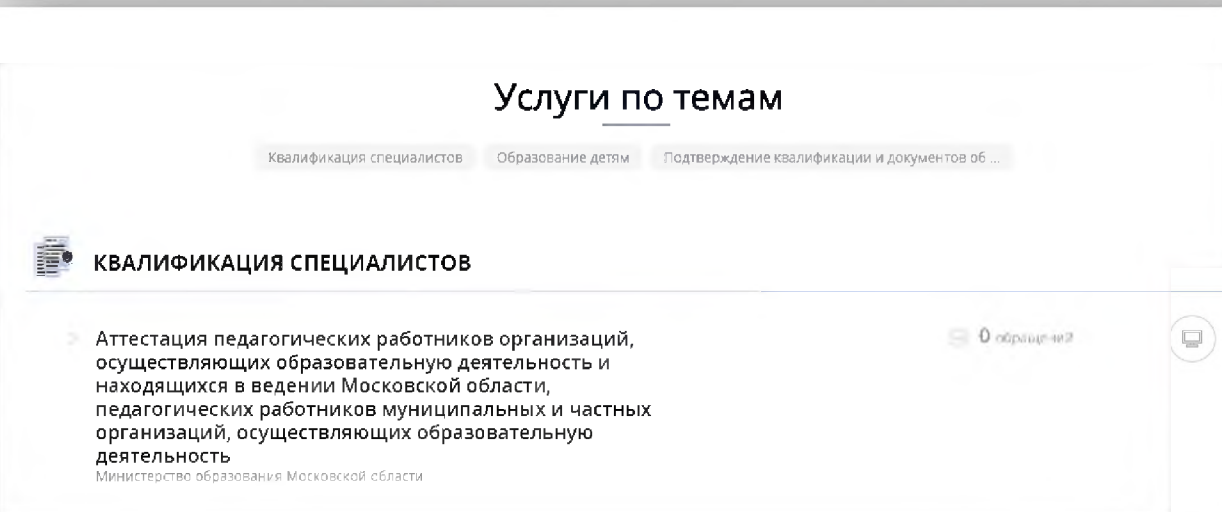 Услуги по темам
Квалификация специалистов Образование детям Подтверждение квалификации и документов об ...
КВАЛИФИКАЦИЯ СПЕЦИАЛИСТОВ
Аттестация педагогических работников организаций, 0 обращений
осуществляющих образовательную деятельность и
находящихся в ведении Московской области,
педагогических работников муниципальных и частных
организаций, осуществляющих образовательную
деятельность
Министерство образования Московской области